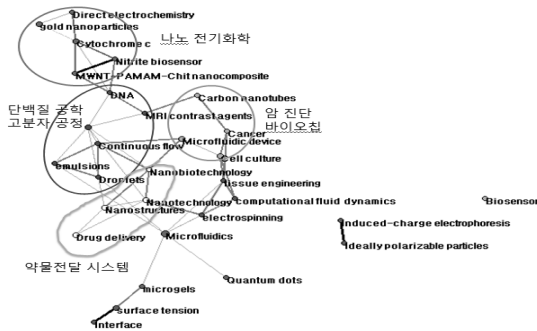 Direct electrochemistry
gold nanoparticles
Cytochrome c
나노 전기화학
Nitrite biosensor
MWNT-PAMAM-Chit nanocomposite
DNA
Carbon nanotubes
단백질 공학
고분자 공정
MRI contrast agents
암 진단
바이오칩
Cancer
Continuous flow
Microfluidic device
Cell culture
emulsions
Nanobiotechnology
Droplets
tissue engineering
Nanotechnology
computational fluid dynamics
Biosensor
Nanostructures
electrospinning
Induced-charge electrophoresis
Drug delivery
Microfluidics
Ideally polarizable particles
약물전달 시스템
Quantum dots
microgels
surface tension
Interface